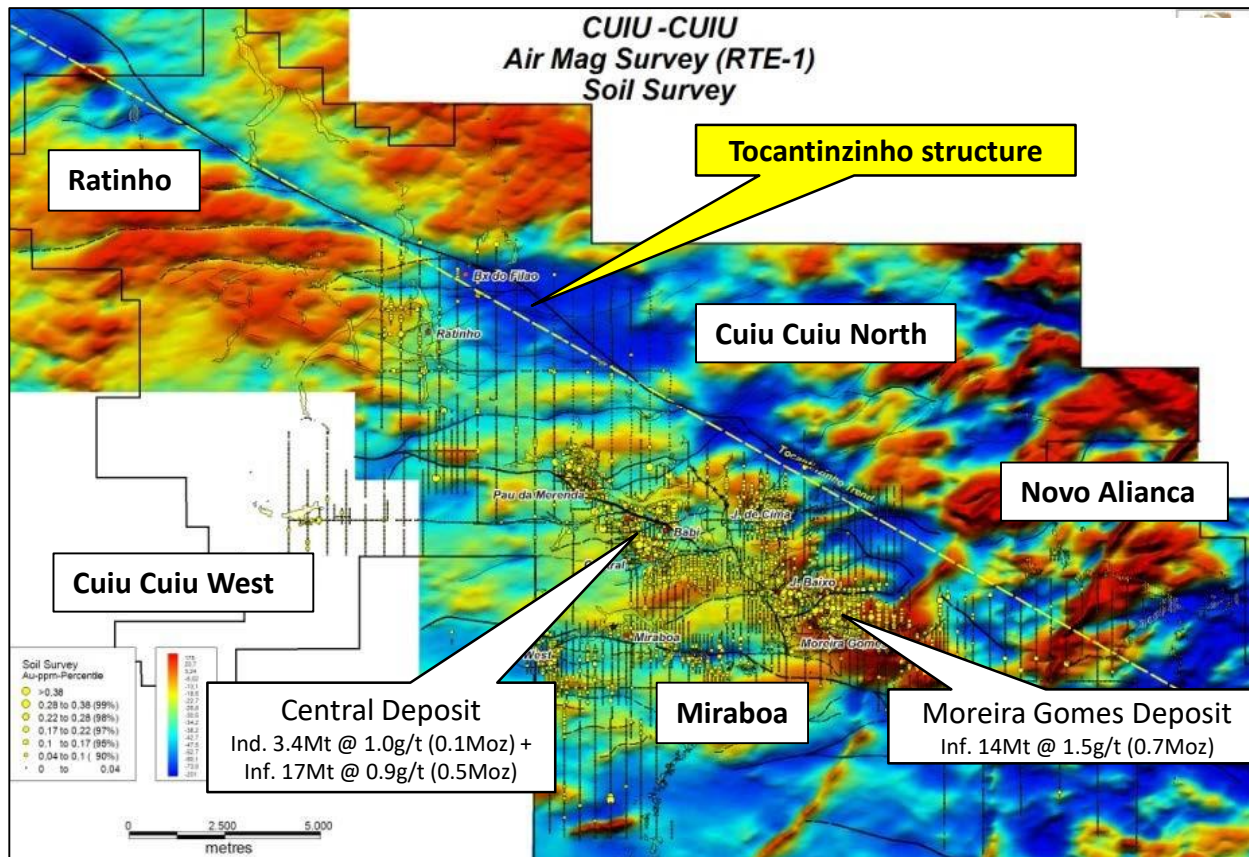 CUIU -CUIU
Air Mag Survey (RTE-1)
Soil Survey
Tocantinzinho structure
Ratinho
Bx do Filao
Ratinho
Cuiu Cuiu North
Novo Alianca
Pau da Merenda
J. de Cima
Babi
Cuiu Cuiu West
J. Baixo
Miraboa
Moreira Gomes
West
Central Deposit
Ind. 3.4Mt @ 1.0g/t (0.1Moz) +
Inf. 17Mt @ 0.9g/t (0.5Moz)
Miraboa
Moreira Gomes Deposit
Inf. 14Mt @ 1.5g/t (0.7Moz)
Soil Survey
Au-ppm-Percentie
>0.38
0.28 to 0.38 (99%)
0.22 to 0.28 (98%)
0.17 to 0.22 (97%)
0.1 to 0.17 (95%)
0.04 to 0.1 ( 90%)
0 to 0.04
0 2.500 5.000
metres